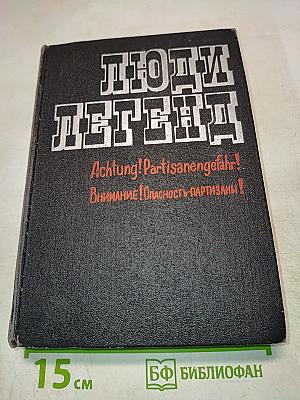 ЛЮДИ
ЛЕГЕНД
Achtung! Partisanengefahr!
Внимание! Опасность-партизаны!
15 см
БФ БИБЛИОФАН